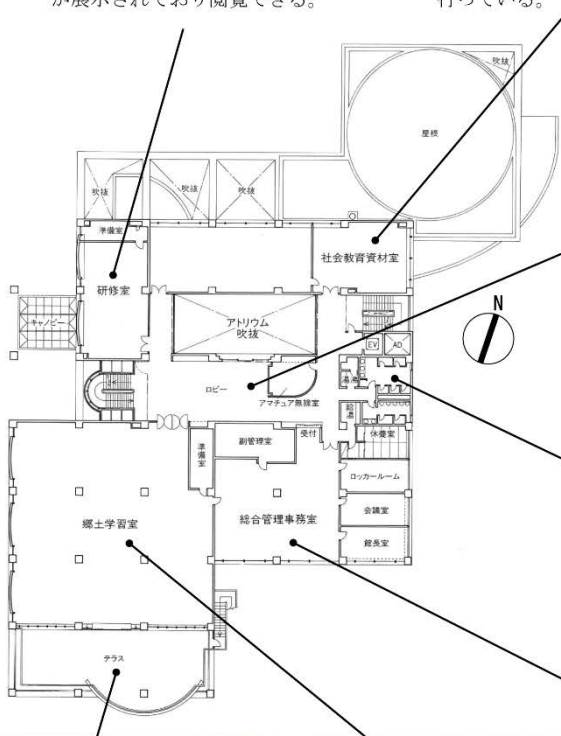 が展示されており閲覧できる。
行っている。
吹抜
屋根
吹抜
吹抜
吹抜
準備室
社会教育資材室
研修室
アトリウム
吹抜
キャノピー
N
EV
AD
ロビー
アマチュア無線室
湯沸
給湯
受付
休養室
準備室
副管理室
ロッカールーム
郷土学習室
総合管理事務室
会議室
館長室
テラス